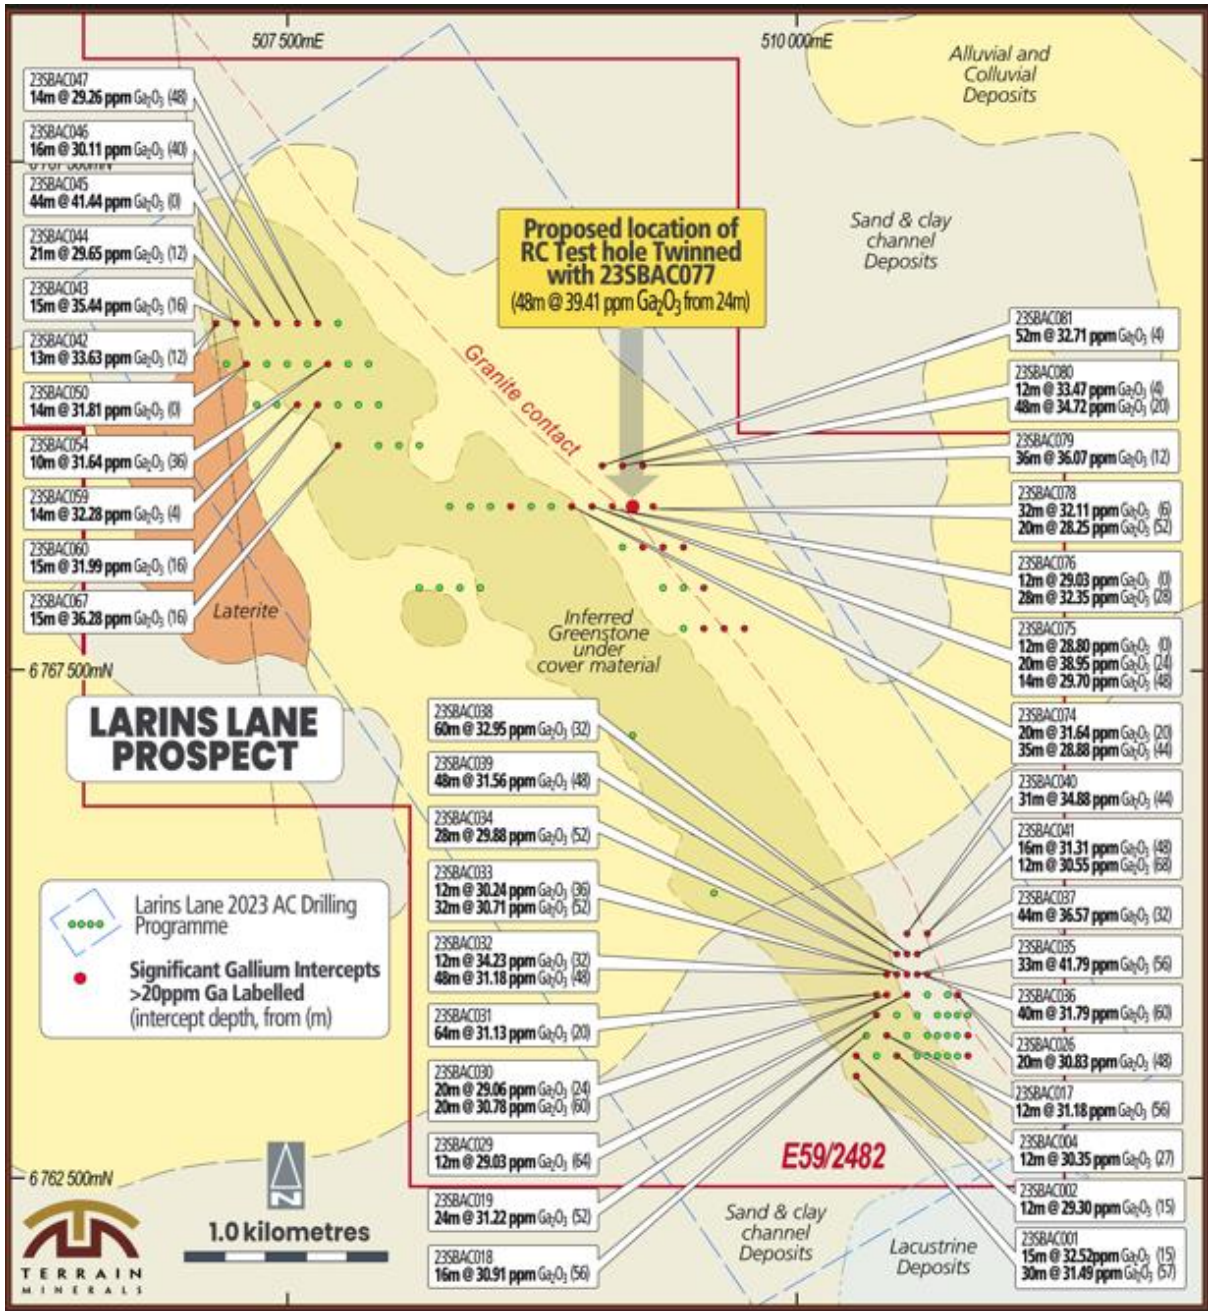 507 500mE
510 000mE
Alluvial and
Colluvial
Deposits
23SBAC047
14m @ 29.26 ppm Ga₂O₃ (48)
23SBAC046
16m @ 30.11 ppm Ga₂O₃ (40)
23SBAC045
44m @ 41.44 ppm Ga₂O₃ (0)
23SBAC044
21m @ 29.65 ppm Ga₂O₃ (12)
23SBAC043
15m @ 35.44 ppm Ga₂O₃ (16)
23SBAC042
13m @ 33.63 ppm Ga₂O₃ (12)
23SBAC050
14m @ 31.81 ppm Ga₂O₃ (0)
23SBAC054
10m @ 31.64 ppm Ga₂O₃ (36)
23SBAC059
14m @ 32.28 ppm Ga₂O₃ (4)
23SBAC060
15m @ 31.99 ppm Ga₂O₃ (16)
23SBAC067
15m @ 36.28 ppm Ga₂O₃ (16)
Sand & clay
channel
Deposits
Proposed location of
RC Test hole Twinned
with 23SBAC077
(48m @ 39.41 ppm Ga₂O₃ from 24m)
Granite contact
23SBAC081
52m @ 32.71 ppm Ga₂O₃ (4)
23SBAC080
12m @ 33.47 ppm Ga₂O₃ (4)
48m @ 34.72 ppm Ga₂O₃ (20)
23SBAC079
36m @ 36.07 ppm Ga₂O₃ (12)
23SBAC078
32m @ 32.11 ppm Ga₂O₃ (6)
20m @ 28.25 ppm Ga₂O₃ (52)
23SBAC076
12m @ 29.03 ppm Ga₂O₃ (0)
28m @ 32.35 ppm Ga₂O₃ (28)
23SBAC075
12m @ 28.80 ppm Ga₂O₃ (0)
20m @ 38.95 ppm Ga₂O₃ (24)
14m @ 29.70 ppm Ga₂O₃ (48)
23SBAC074
20m @ 31.64 ppm Ga₂O₃ (20)
35m @ 28.88 ppm Ga₂O₃ (44)
23SBAC040
31m @ 34.88 ppm Ga₂O₃ (44)
23SBAC041
16m @ 31.31 ppm Ga₂O₃ (48)
12m @ 30.55 ppm Ga₂O₃ (68)
23SBAC037
44m @ 36.57 ppm Ga₂O₃ (32)
23SBAC035
33m @ 41.79 ppm Ga₂O₃ (56)
23SBAC036
40m @ 31.79 ppm Ga₂O₃ (60)
23SBAC026
20m @ 30.83 ppm Ga₂O₃ (48)
23SBAC017
12m @ 31.18 ppm Ga₂O₃ (56)
23SBAC004
12m @ 30.35 ppm Ga₂O₃ (27)
23SBAC002
12m @ 29.30 ppm Ga₂O₃ (15)
23SBAC001
15m @ 32.52ppm Ga₂O₃ (15)
30m @ 31.49 ppm Ga₂O₃ (57)
Laterite
Inferred
Greenstone
under
cover material
6 767 500mN
LARINS LANE
PROSPECT
23SBAC038
60m @ 32.95 ppm Ga₂O₃ (32)
23SBAC039
48m @ 31.56 ppm Ga₂O₃ (48)
23SBAC034
28m @ 29.88 ppm Ga₂O₃ (52)
23SBAC033
12m @ 30.24 ppm Ga₂O₃ (36)
32m @ 30.71 ppm Ga₂O₃ (52)
23SBAC032
12m @ 34.23 ppm Ga₂O₃ (32)
48m @ 31.18 ppm Ga₂O₃ (48)
23SBAC031
64m @ 31.13 ppm Ga₂O₃ (20)
23SBAC030
20m @ 29.06 ppm Ga₂O₃ (24)
20m @ 30.78 ppm Ga₂O₃ (60)
23SBAC029
12m @ 29.03 ppm Ga₂O₃ (64)
23SBAC019
24m @ 31.22 ppm Ga₂O₃ (52)
23SBAC018
16m @ 30.91 ppm Ga₂O₃ (56)
Larins Lane 2023 AC Drilling
Programme
Significant Gallium Intercepts
>20ppm Ga Labelled
(intercept depth, from (m)
6 762 500mN
N
1.0 kilometres
TERRAIN
MINERALS
E59/2482
Sand & clay
channel
Deposits
Lacustrine
Deposits